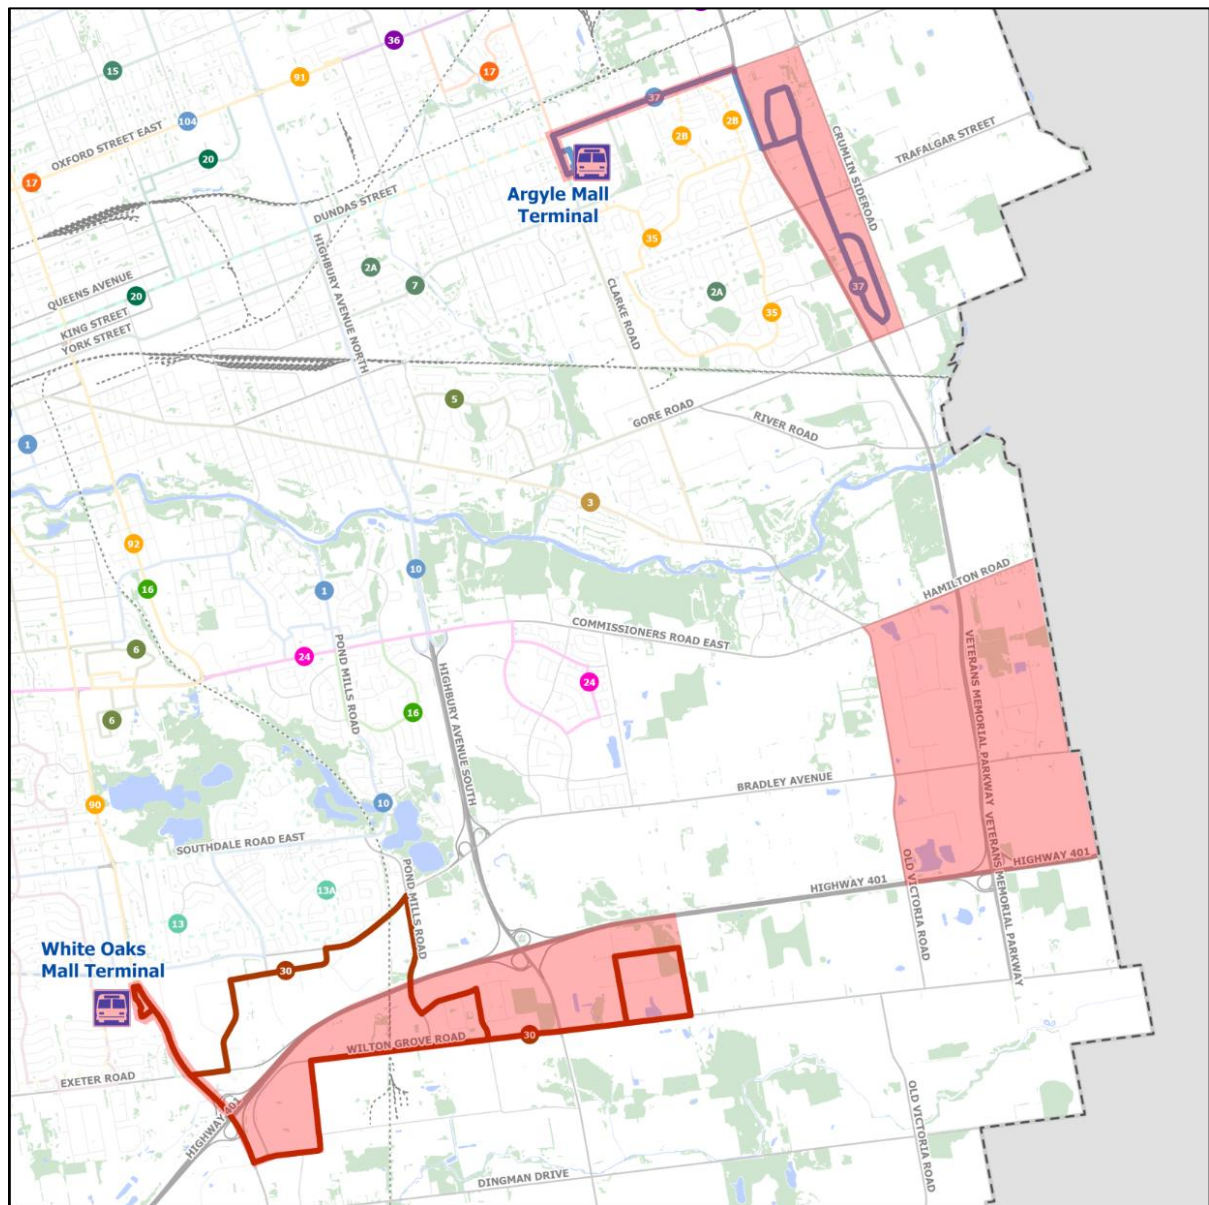 36
15
17
91
37
104
2B
2B
OXFORD STREET EAST
20
CRUMLIN SIDEROAD
TRAFALGAR STREET
17
Argyle Mall
Terminal
DUNDAS STREET
35
HIGHBURY AVENUE NORTH
2A
7
37
2A
QUEENS AVENUE
20
KING STREET
YORK STREET
CLARKE ROAD
35
5
GORE ROAD
RIVER ROAD
1
3
92
10
HAMILTON ROAD
16
1
COMMISSIONERS ROAD EAST
6
24
POND MILLS ROAD
HIGHBURY AVENUE SOUTH
24
VETERANS MEMORIAL PARKWAY
6
16
BRADLEY AVENUE
90
10
SOUTHDALE ROAD EAST
VETERANS MEMORIAL PARKWAY
OLD VICTORIA ROAD
HIGHWAY 401
HIGHWAY 401
POND MILLS ROAD
13A
13
White Oaks
Mall Terminal
30
WILTON GROVE ROAD
30
EXETER ROAD
HIGHWAY 401
OLD VICTORIA ROAD
DINGMAN DRIVE